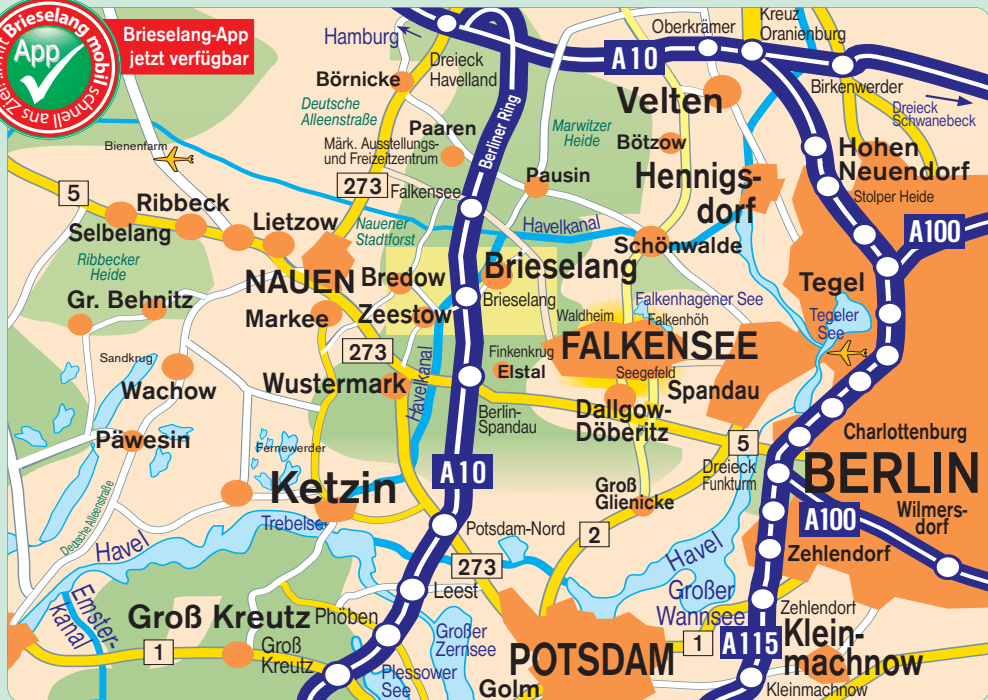 mit Brieselang mobil schnell ans Ziel
App
Brieselang-App
jetzt verfügbar
Hamburg
Dreieck
Havelland
Börnicke
Deutsche
Alleenstraße
Paaren
Märk. Ausstellungs-
und Freizeitzentrum
Bienenfarm
273
Falkensee
Berliner Ring
Oberkrämer
Kreuz
Oranienburg
A10
Velten
Birkenwerder
Dreieck
Schwanebeck
Marwitzer
Heide
Bötzow
Hohen
Neuendorf
Stolper Heide
Pausin
Hennigs-
dorf
5
Ribbeck
Selbelang
Lietzow
Nauener
Stadtforst
Havelkanal
Schönwalde
A100
Ribbecker
Heide
NAUEN
Bredow
Brieselang
Tegel
Gr. Behnitz
Markee
Zeestow
Brieselang
Waldheim
Falkenhagener See
Falkenhöh
Tegeler
See
Sandkrug
273
Finkenkrug
FALKENSEE
Elstal
Seegefeld
Wachow
Wustermark
Havelkanal
Spandau
Berlin-
Spandau
Dallgow-
Döberitz
Päwesin
Fernewerder
5
Charlottenburg
Dreieck
Funkturm
BERLIN
A10
Ketzin
Groß
Glienicke
A100
Wilmers-
dorf
Deutsche Alleenstraße
Trebelsee
Potsdam-Nord
2
Havel
Havel
Zehlendorf
273
Emster-
kanal
Leest
Großer
Wannsee
Groß Kreutz
Phöben
Zehlendorf
1
Groß
Kreutz
Großer
Zernsee
1
A115
Klein-
machnow
POTSDAM
Plessower
See
Golm
Kleinmachnow